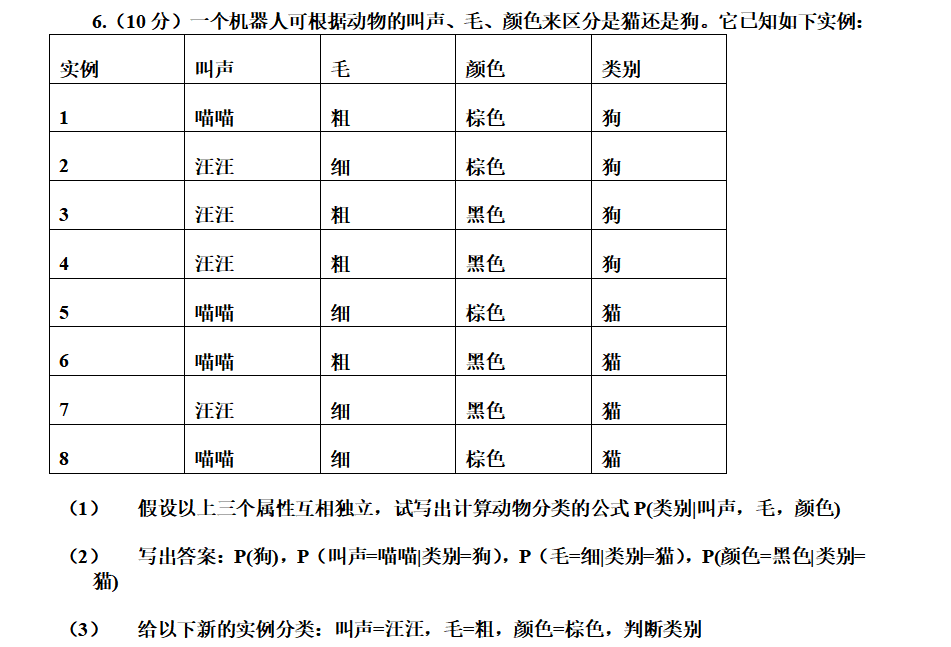 6.（10 分）一个机器人可根据动物的叫声、毛、颜色来区分是猫还是狗。它已知如下实例：
实例 叫声 毛 颜色 类别
1 喵喵 粗 棕色 狗
2 汪汪 细 棕色 狗
3 汪汪 粗 黑色 狗
4 汪汪 粗 黑色 狗
5 喵喵 细 棕色 猫
6 喵喵 粗 黑色 猫
7 汪汪 细 黑色 猫
8 喵喵 细 棕色 猫
（1） 假设以上三个属性互相独立，试写出计算动物分类的公式 P(类别|叫声，毛，颜色)
（2） 写出答案：P(狗)，P（叫声=喵喵|类别=狗），P（毛=细|类别=猫），P(颜色=黑色|类别=
猫)
（3） 给以下新的实例分类：叫声=汪汪，毛=粗，颜色=棕色，判断类别